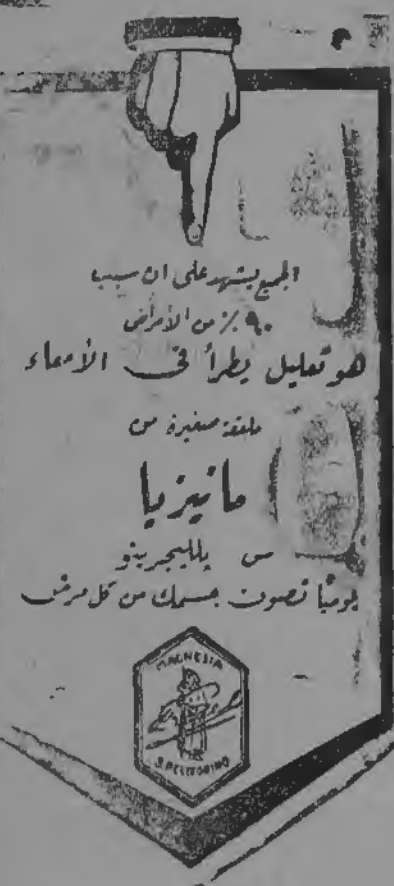 الجميع يشهد على ان سبب
٩٠ ٪ من الأمراض
هو تعليل يطرأ في الأمعاء
ملعقة صغيرة من
مانيزيا
س بلليجرينو
يوميًا تصون جسمك من كل مرض
MAGNESIA
S. PELLEGRINO